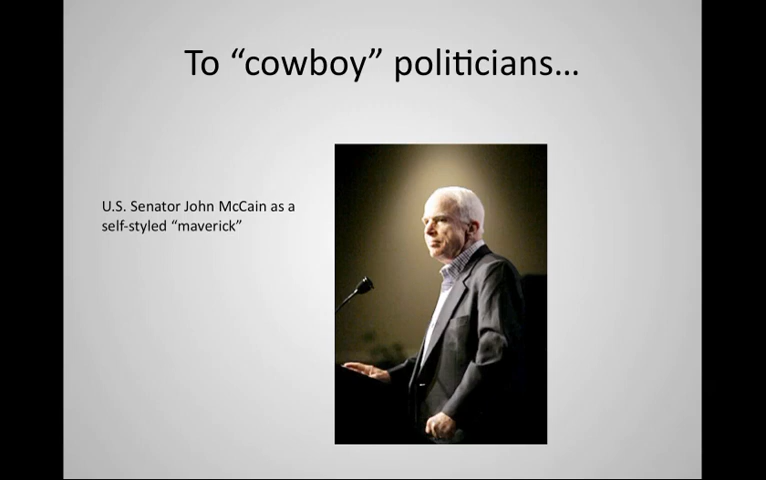 To “cowboy” politicians…
U.S. Senator John McCain as a
self-styled “maverick”